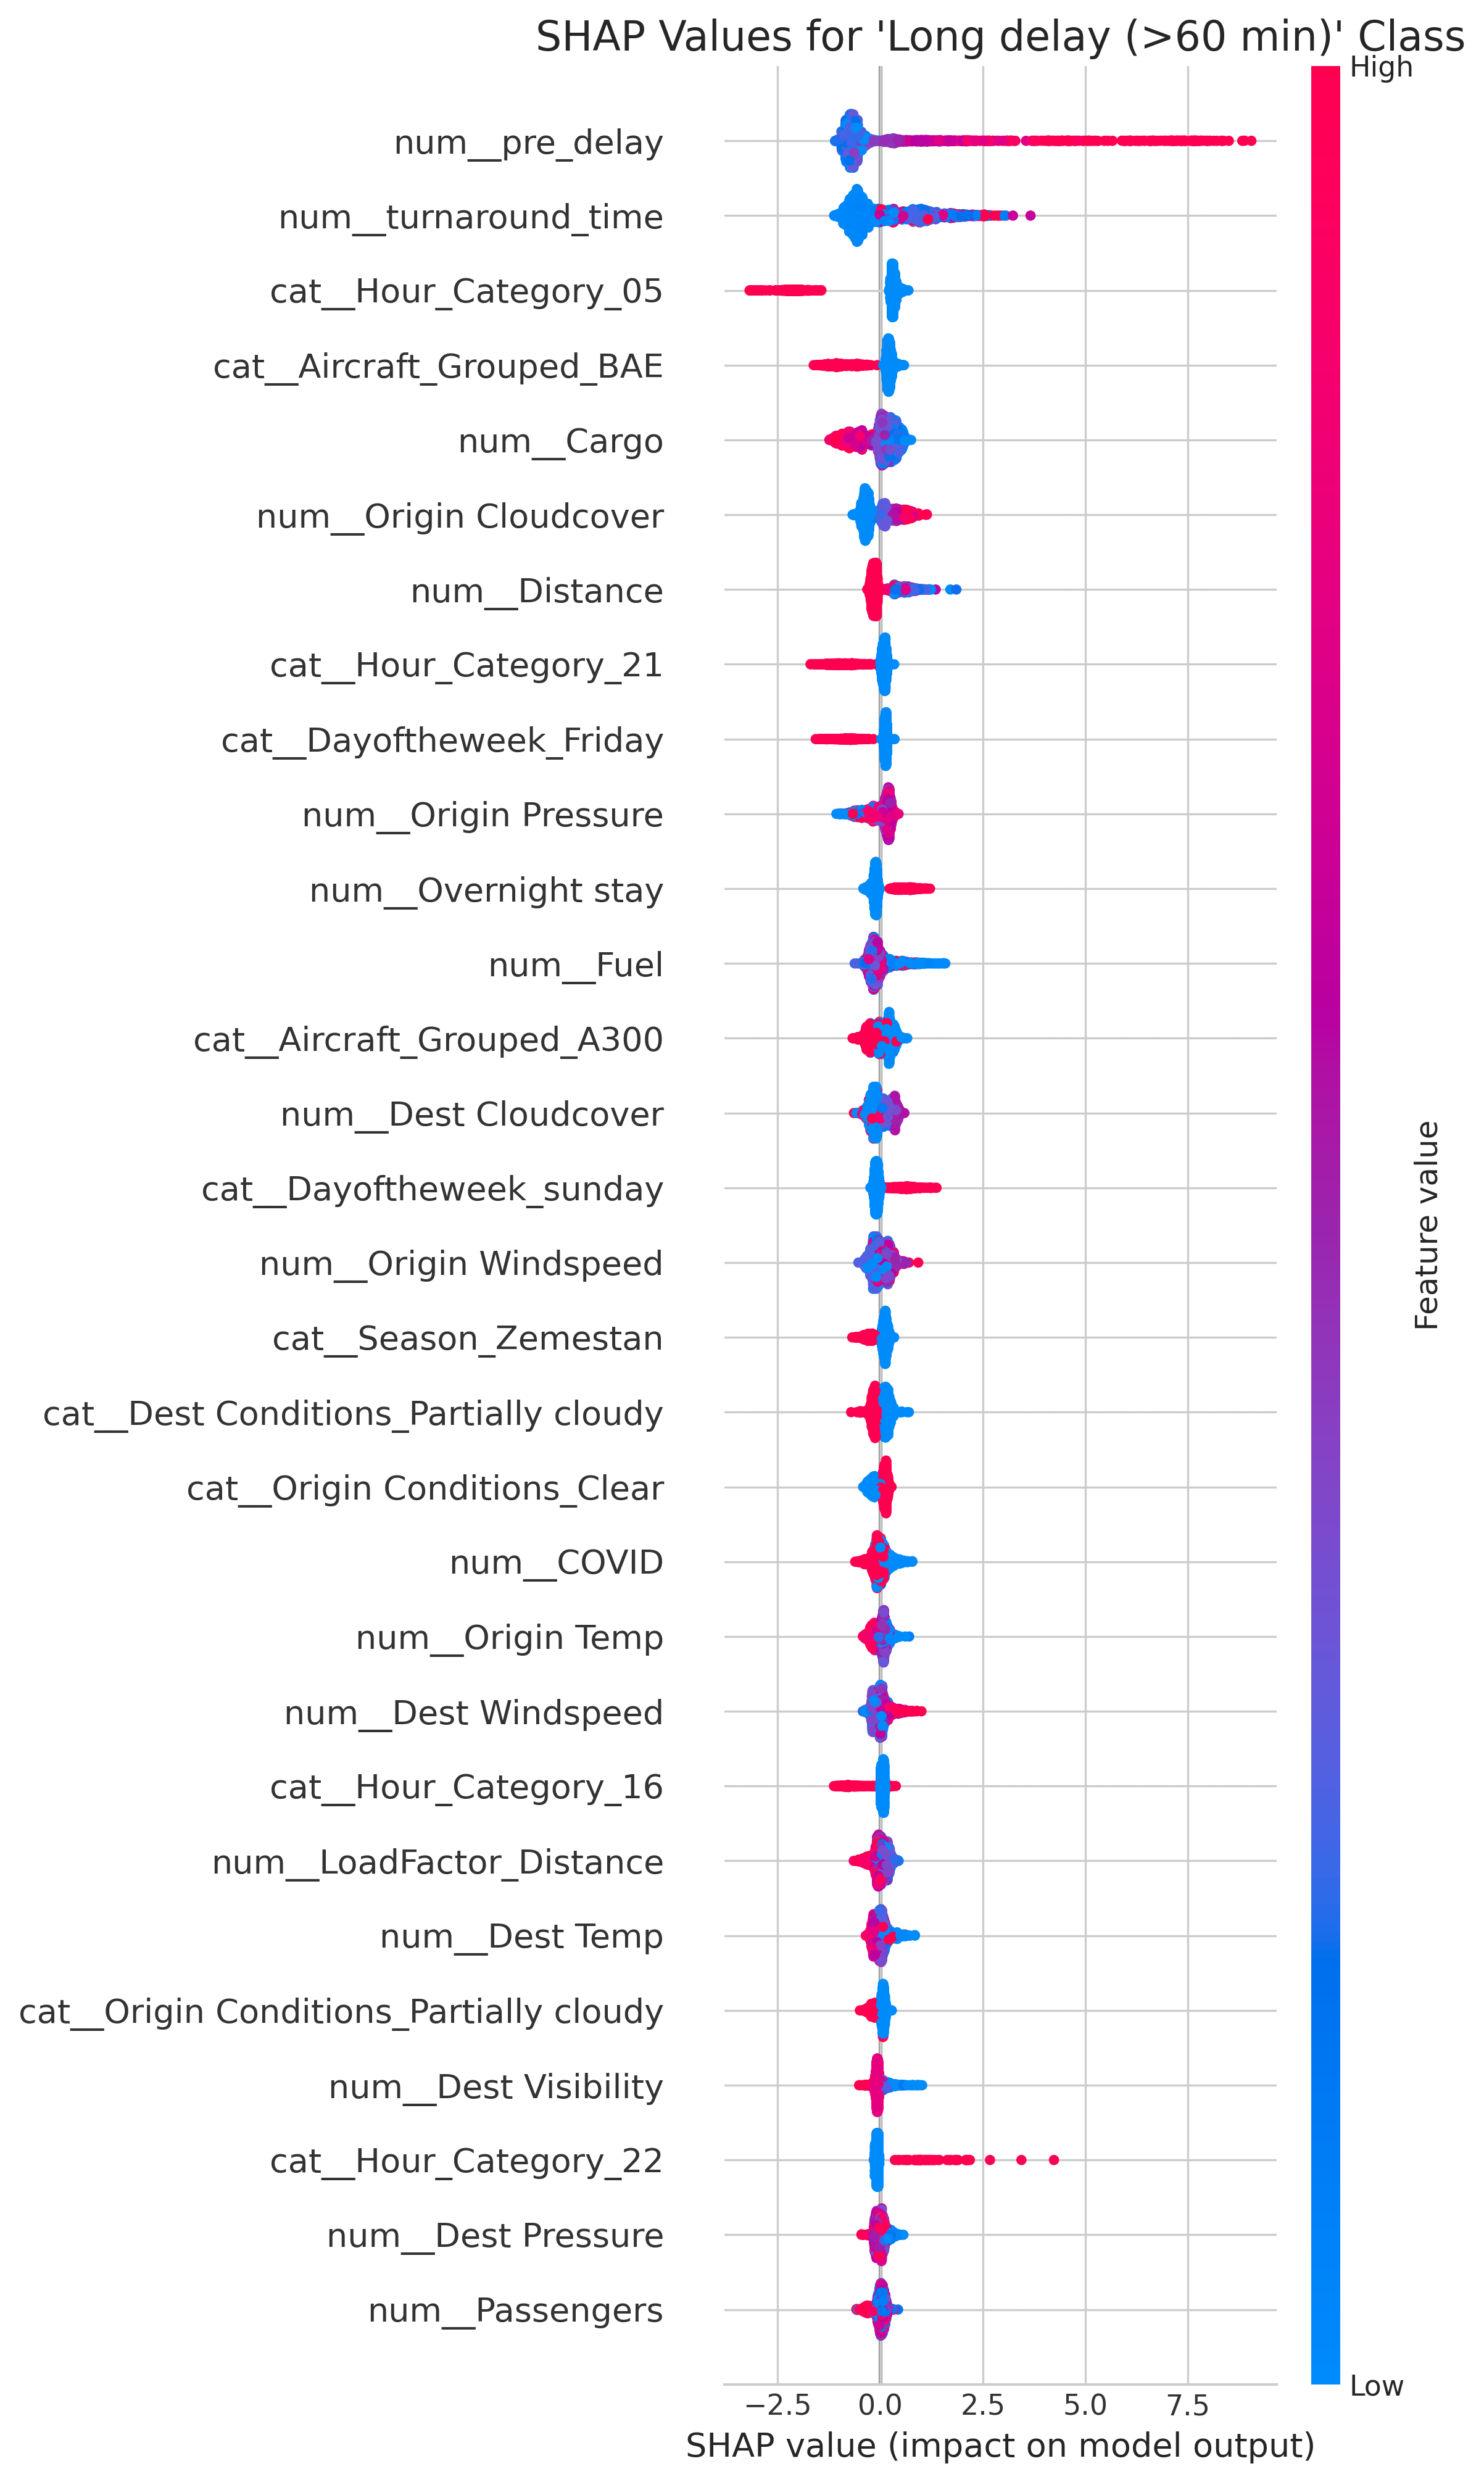 SHAP Values for 'Long delay (>60 min)' Class
High
num__pre_delay
num__turnaround_time
cat__Hour_Category_05
cat__Aircraft_Grouped_BAE
num__Cargo
num__Origin Cloudcover
num__Distance
cat__Hour_Category_21
cat__Dayoftheweek_Friday
num__Origin Pressure
num__Overnight stay
num__Fuel
cat__Aircraft_Grouped_A300
num__Dest Cloudcover
cat__Dayoftheweek_sunday
num__Origin Windspeed
cat__Season_Zemestan
cat__Dest Conditions_Partially cloudy
cat__Origin Conditions_Clear
num__COVID
num__Origin Temp
num__Dest Windspeed
cat__Hour_Category_16
num__LoadFactor_Distance
num__Dest Temp
cat__Origin Conditions_Partially cloudy
num__Dest Visibility
cat__Hour_Category_22
num__Dest Pressure
num__Passengers
Feature value
Low
−2.5 0.0 2.5 5.0 7.5
SHAP value (impact on model output)